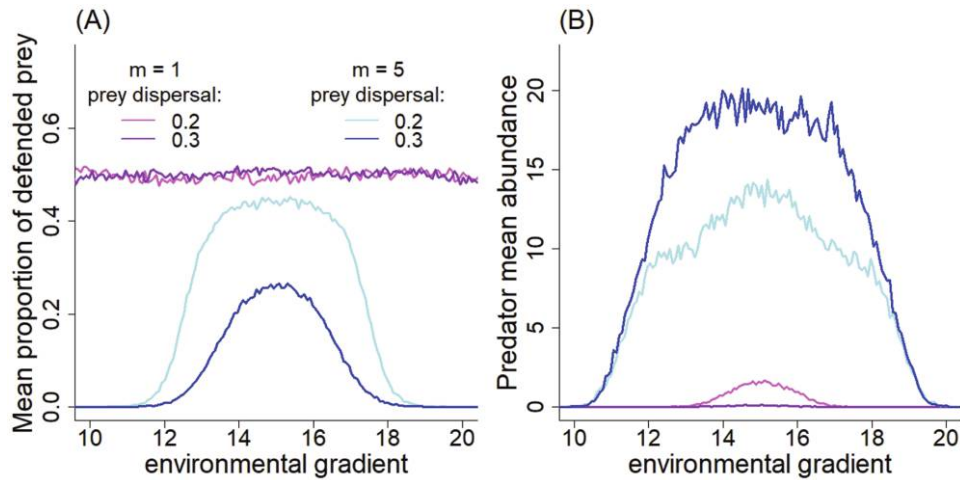 (A)
Mean proportion of defended prey
0.6
0.4
0.2
0.0
m = 1
prey dispersal:
0.2
0.3
m = 5
prey dispersal:
0.2
0.3
10 12 14 16 18 20
environmental gradient
(B)
Predator mean abundance
20
15
10
5
0
10 12 14 16 18 20
environmental gradient